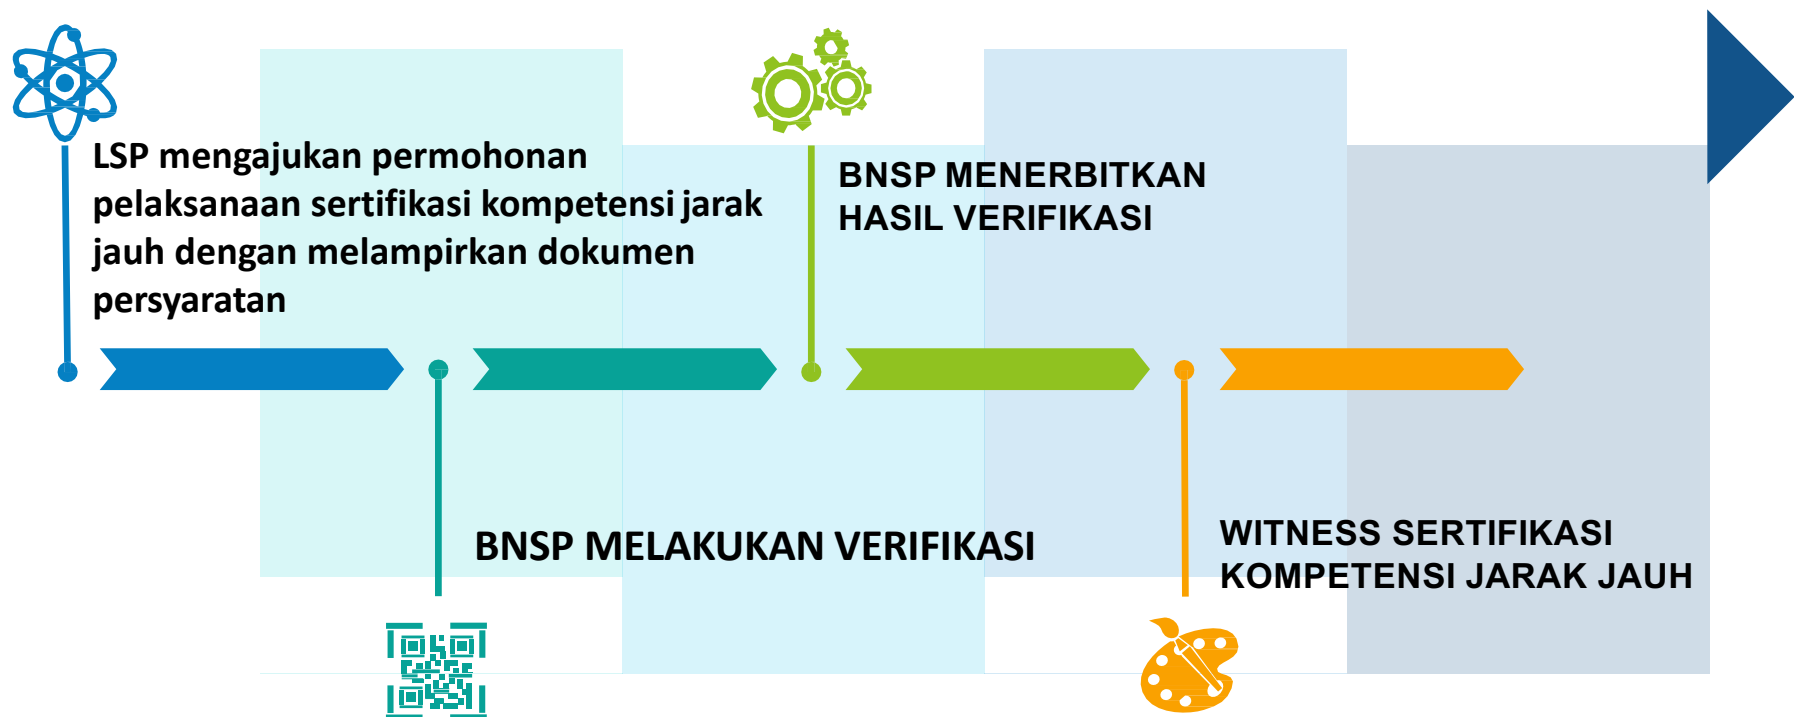 LSP mengajukan permohonan
pelaksanaan sertifikasi kompetensi jarak
jauh dengan melampirkan dokumen
persyaratan
BNSP MELAKUKAN VERIFIKASI
BNSP MENERBITKAN
HASIL VERIFIKASI
WITNESS SERTIFIKASI
KOMPETENSI JARAK JAUH